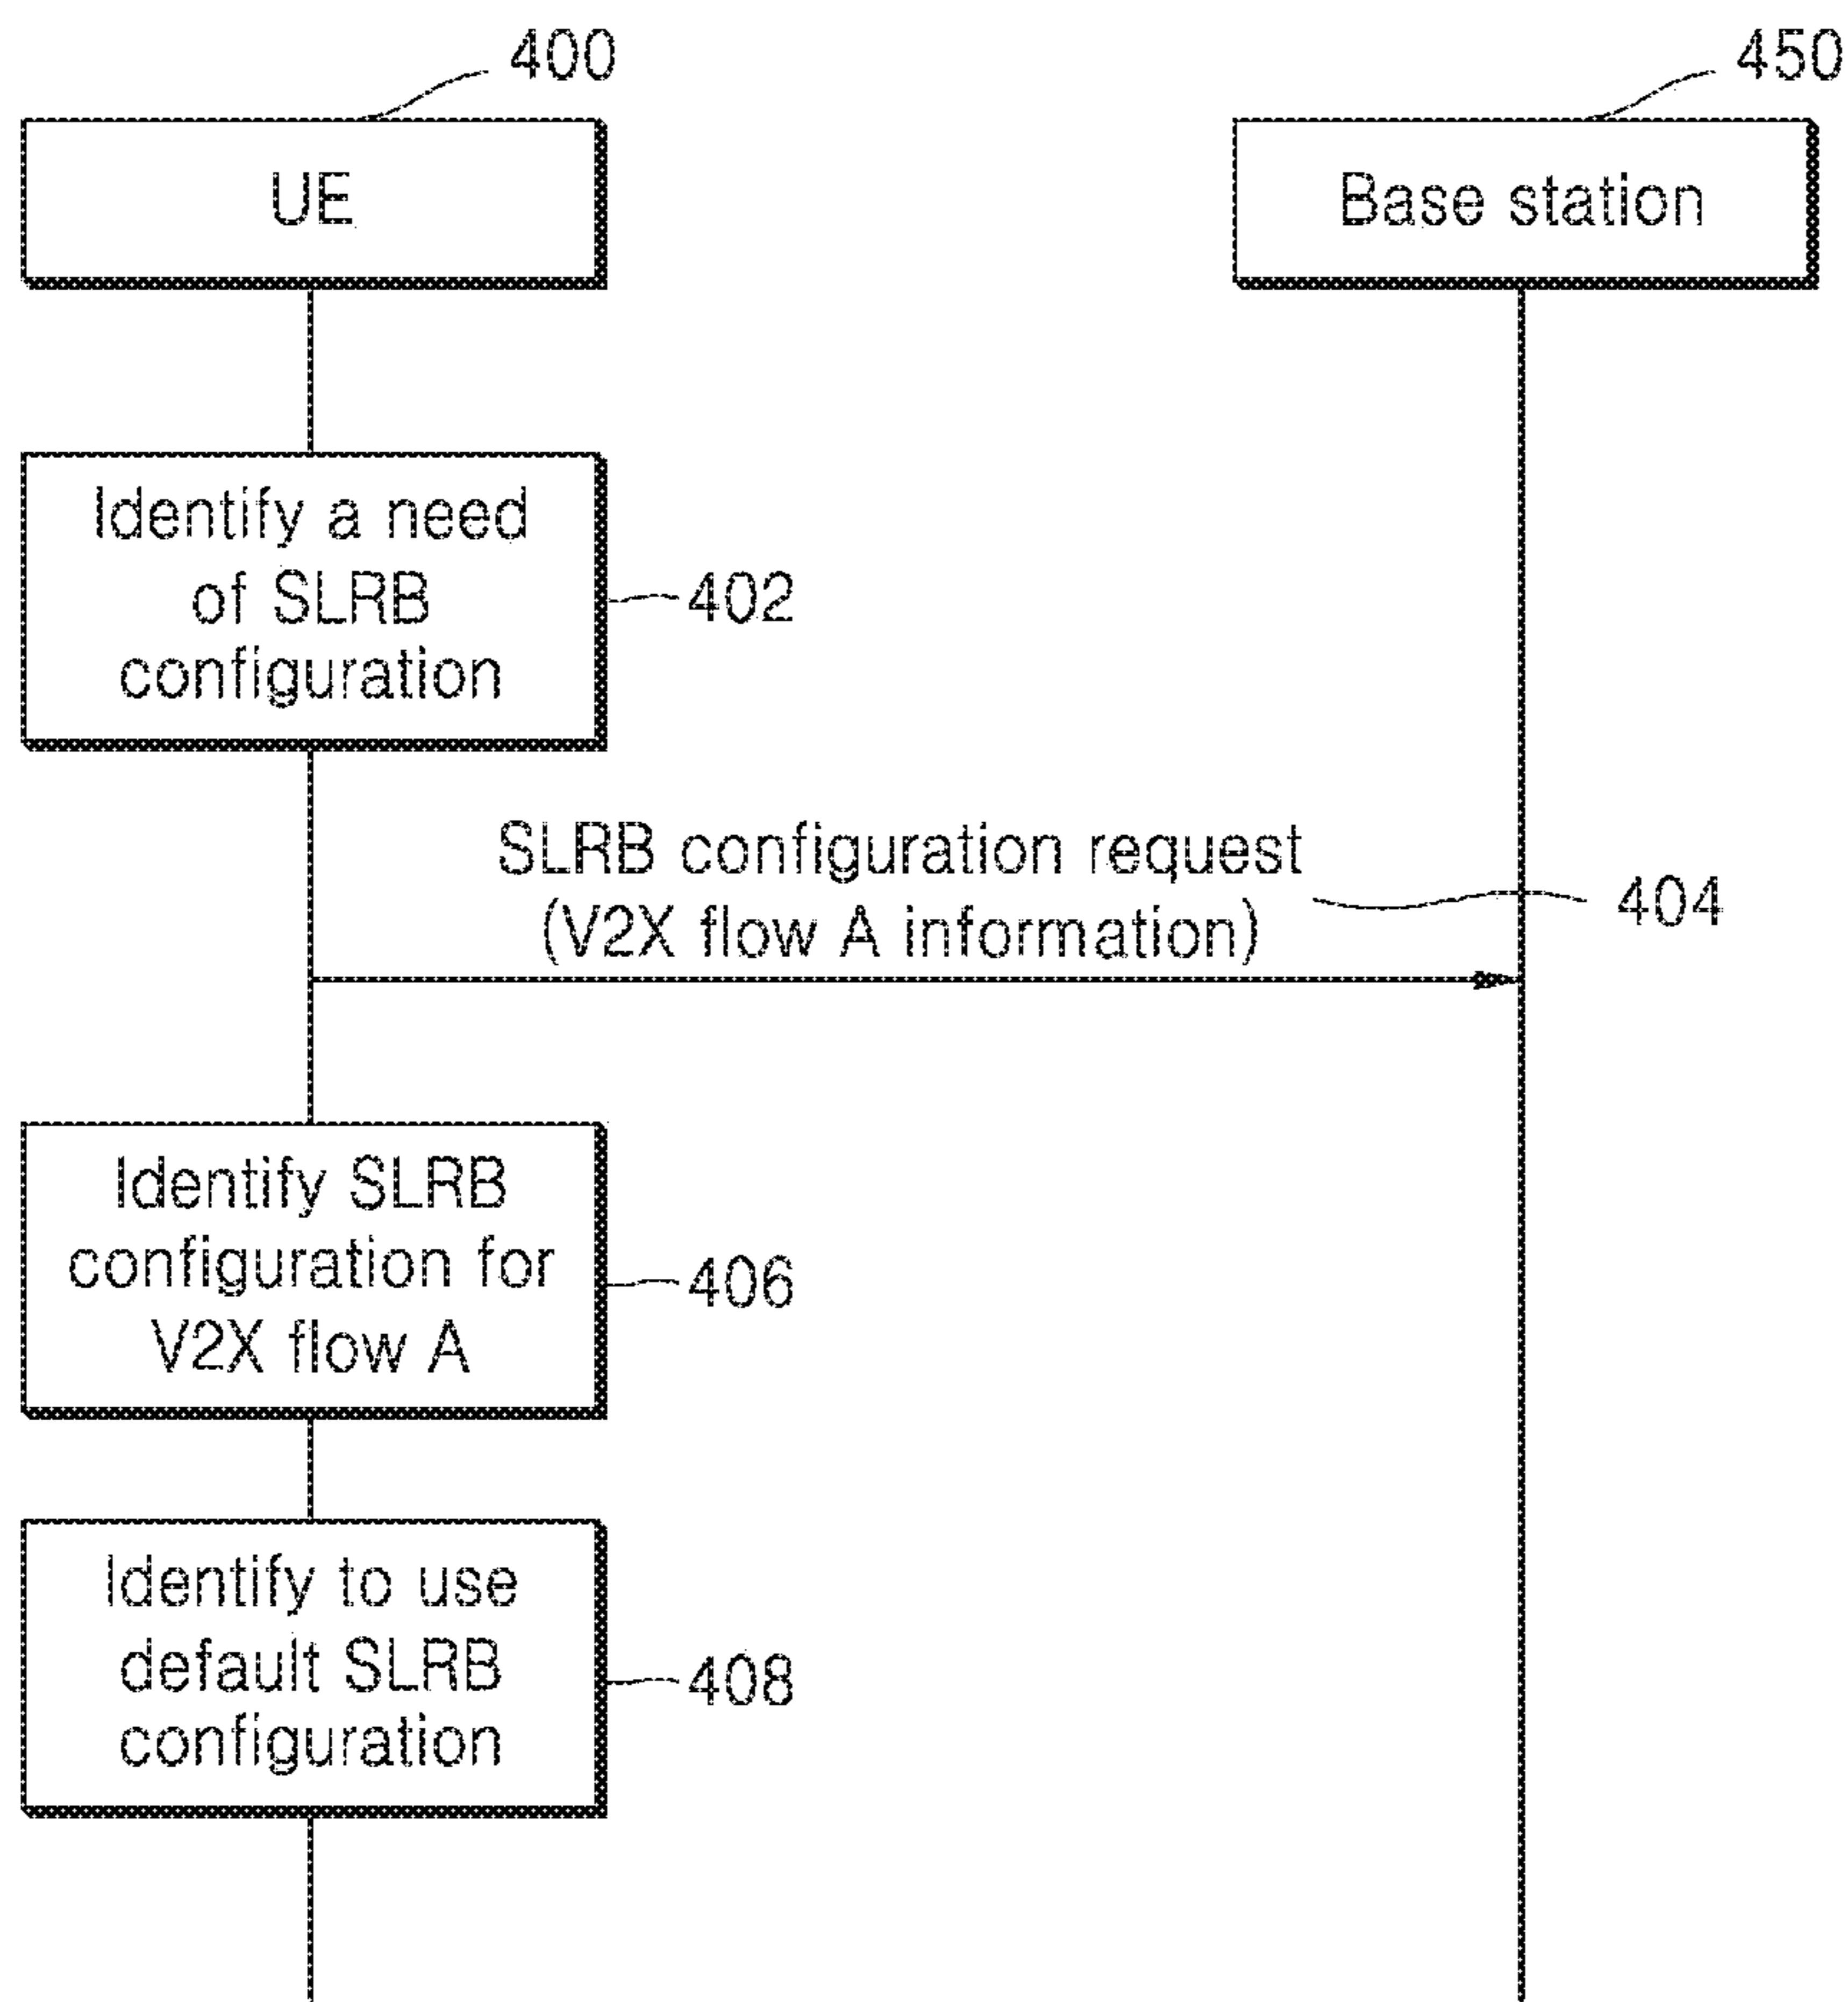 400
450
UE
Base station
Identify a need
of SLRB
configuration
402
SLRB configuration request
(V2X flow A information)
404
Identify SLRB
configuration for
V2X flow A
406
Identify to use
default SLRB
configuration
408